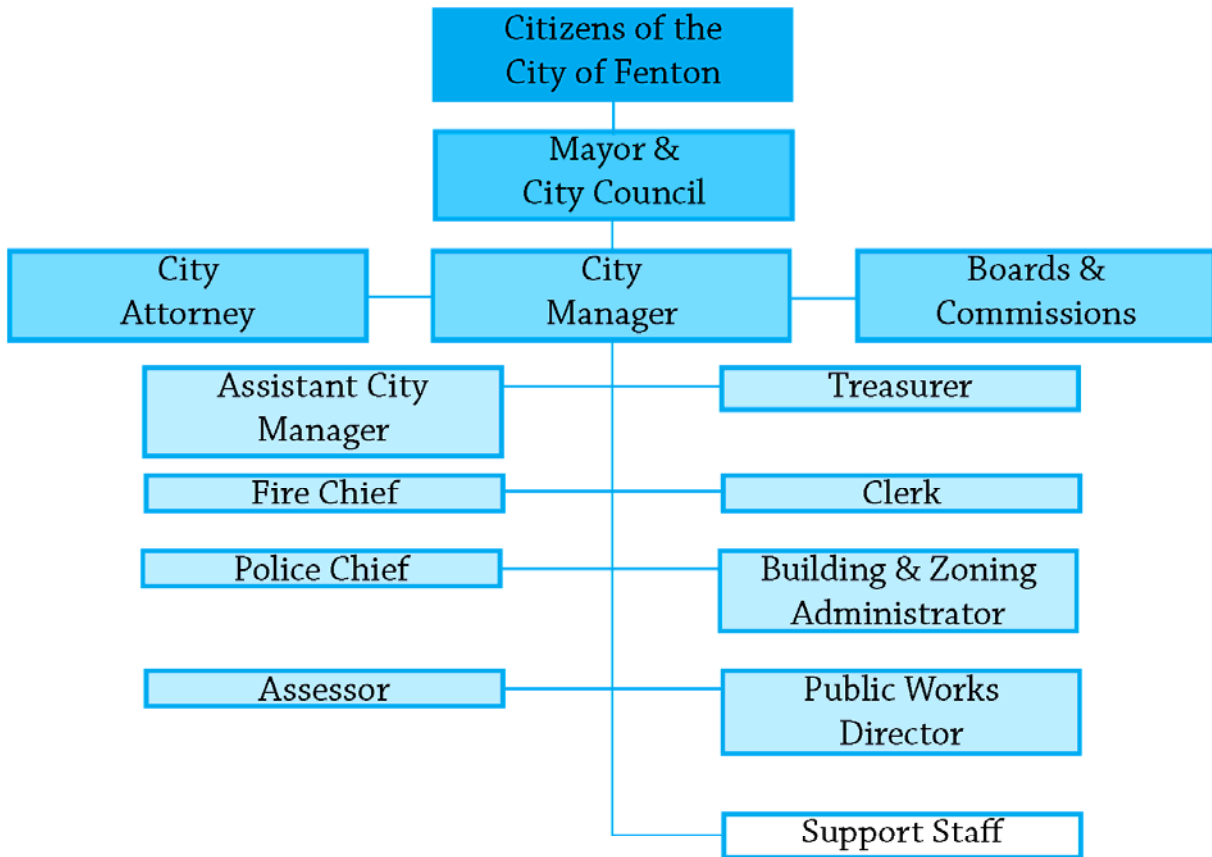 Citizens of the
City of Fenton
Mayor &
City Council
City
Attorney
City
Manager
Boards &
Commissions
Assistant City
Manager
Treasurer
Fire Chief
Clerk
Police Chief
Building & Zoning
Administrator
Assessor
Public Works
Director
Support Staff